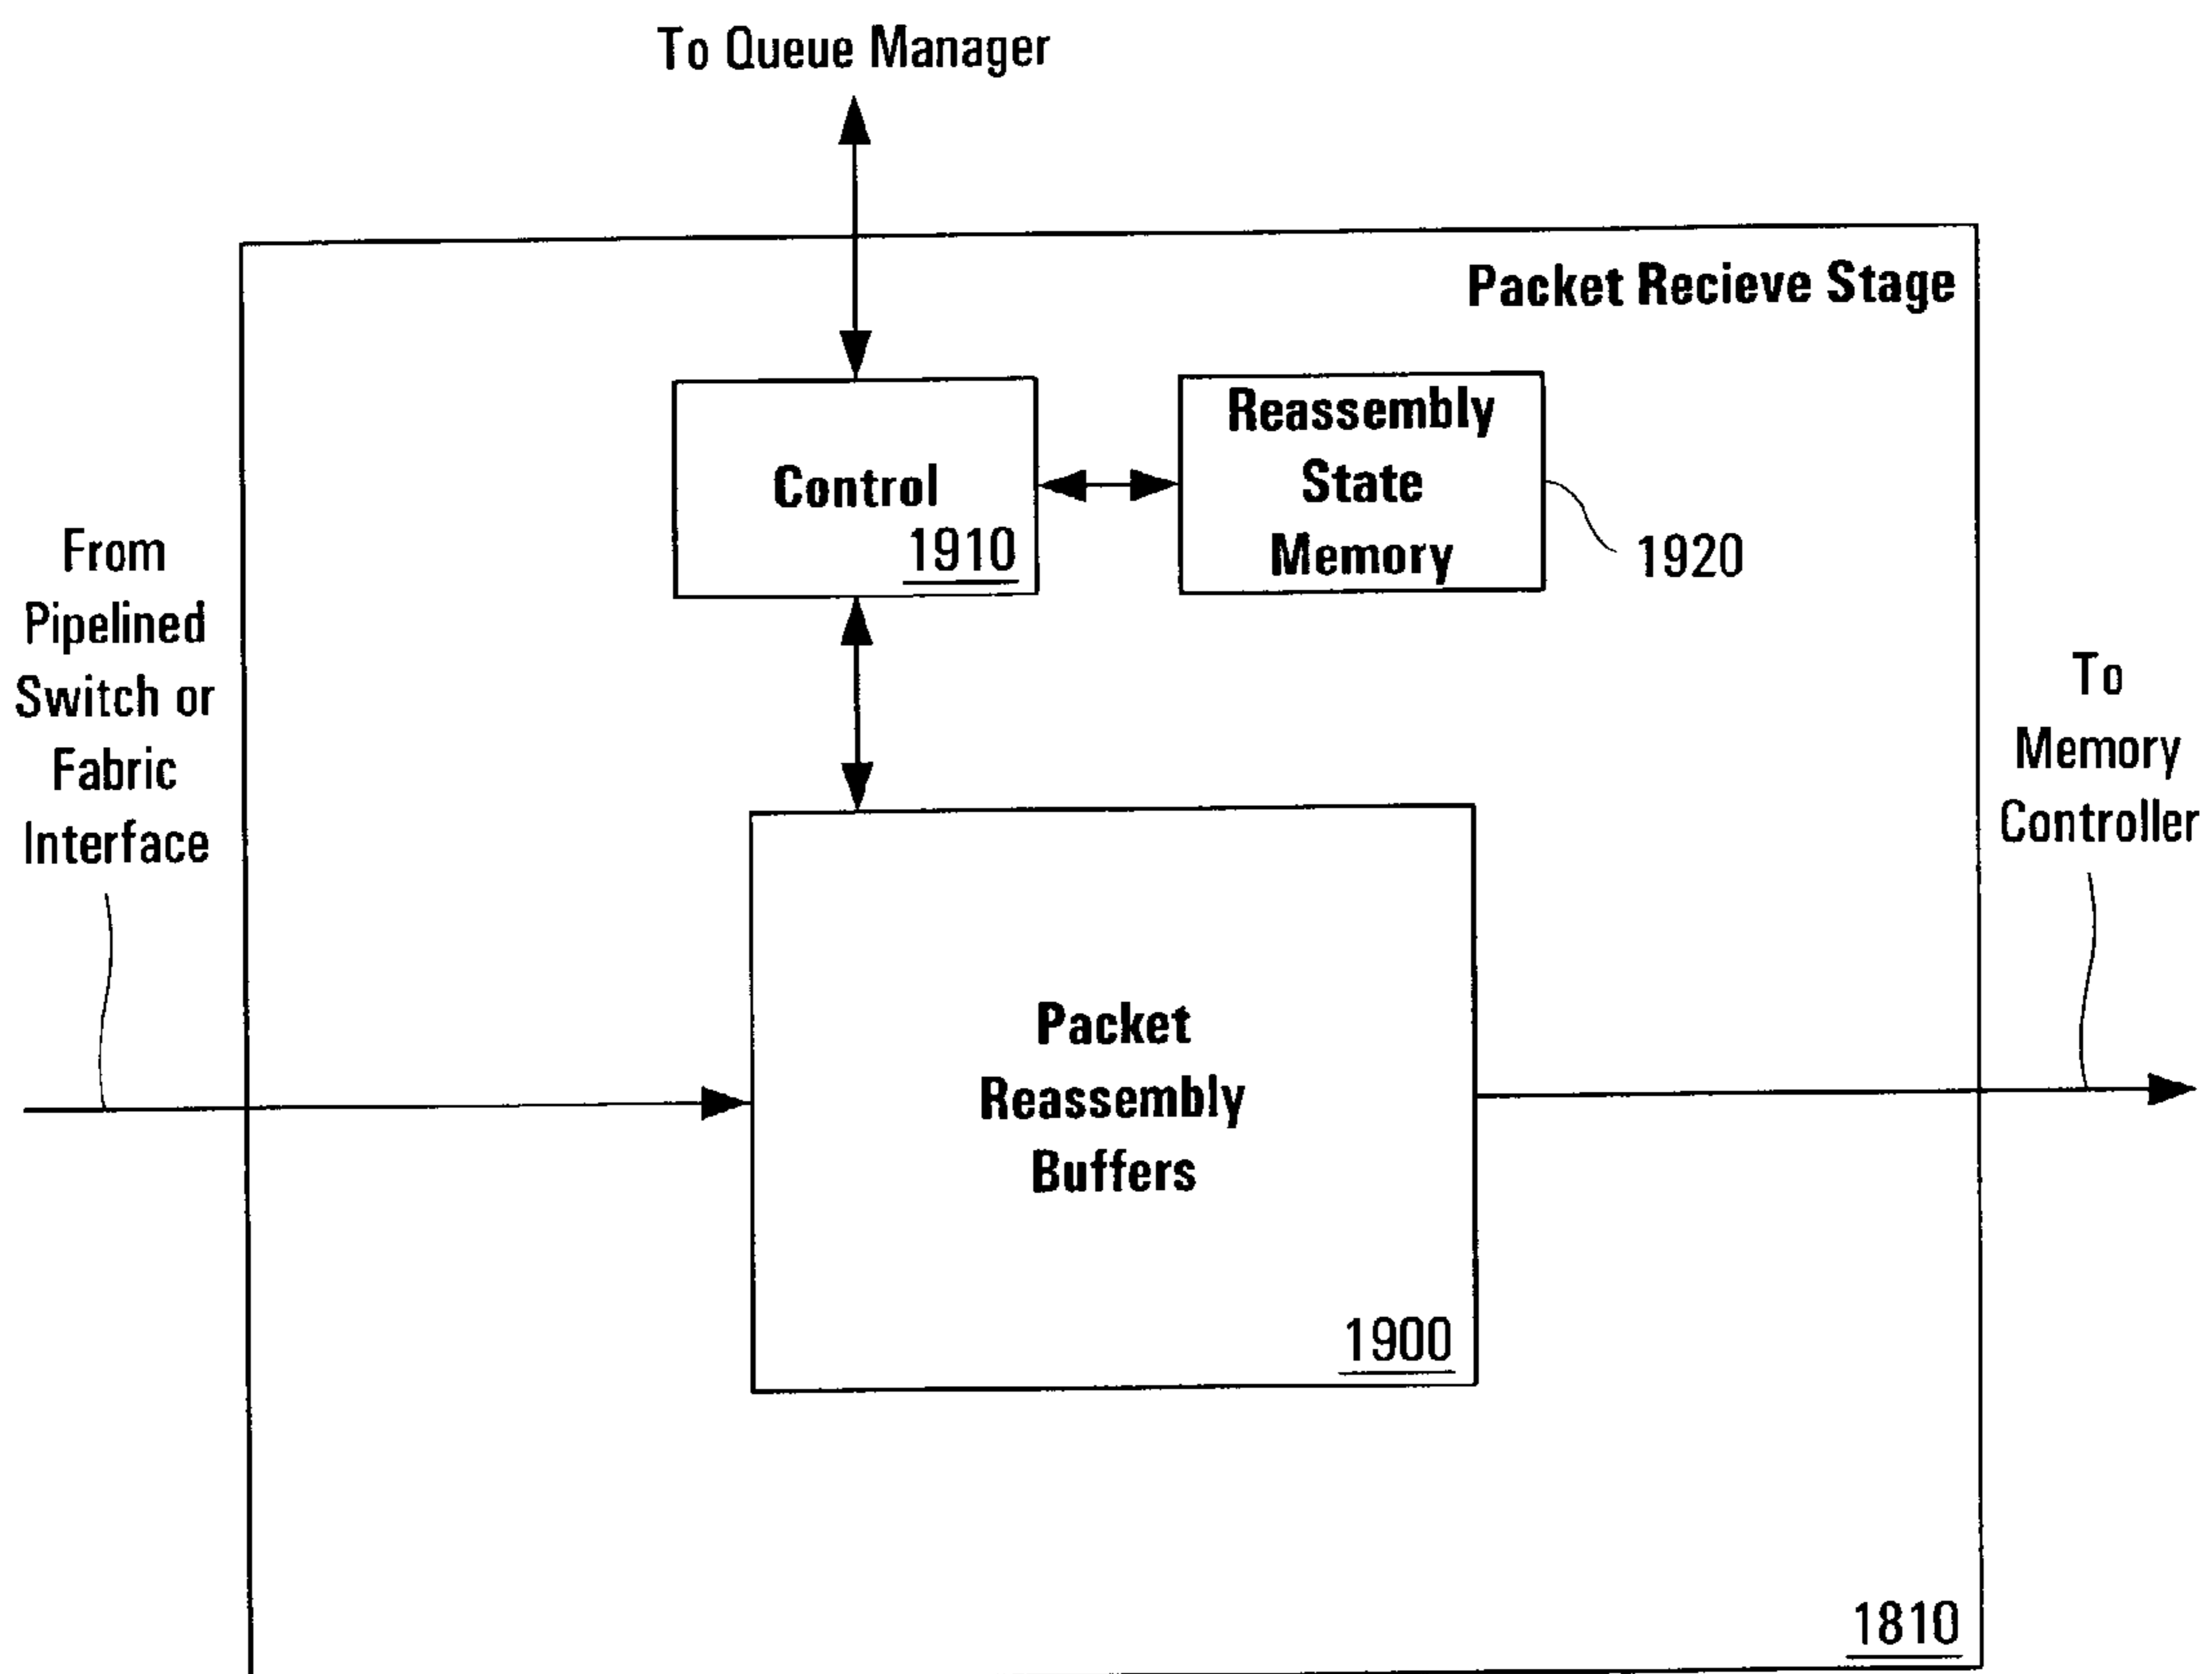 To Queue Manager
Packet Recieve Stage
Control
1910
Reassembly
State
Memory
1920
From
Pipelined
Switch or
Fabric
Interface
To
Memory
Controller
Packet
Reassembly
Buffers
1900
1810